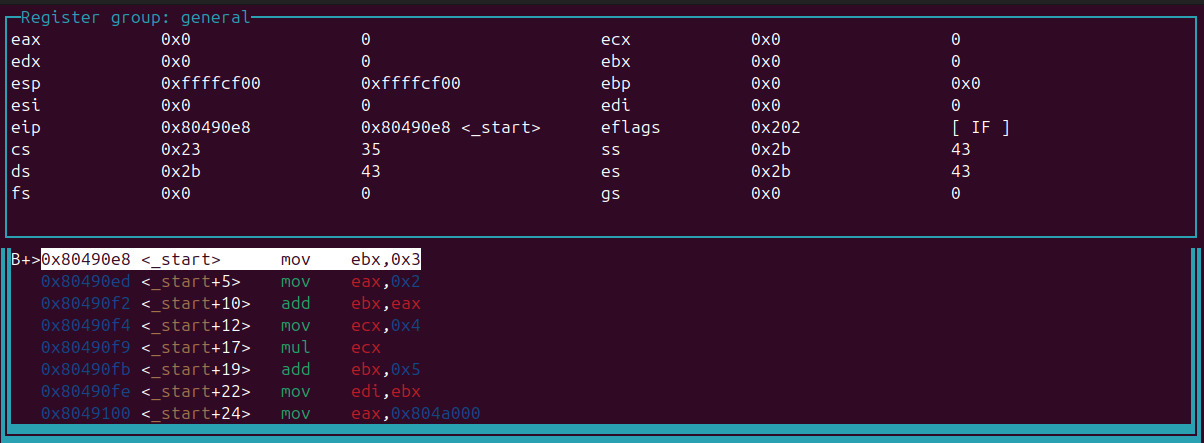 Register group: general
eax 0x0 0 ecx 0x0 0
edx 0x0 0 ebx 0x0 0
esp 0xffffcf00 0xffffcf00 ebp 0x0 0x0
esi 0x0 0 edi 0x0 0
eip 0x80490e8 0x80490e8 <_start> eflags 0x202 [ IF ]
cs 0x23 35 ss 0x2b 43
ds 0x2b 43 es 0x2b 43
fs 0x0 0 gs 0x0 0
B+>0x80490e8 <_start> mov ebx,0x3
0x80490ed <_start+5> mov eax,0x2
0x80490f2 <_start+10> add ebx,eax
0x80490f4 <_start+12> mov ecx,0x4
0x80490f9 <_start+17> mul ecx
0x80490fb <_start+19> add ebx,0x5
0x80490fe <_start+22> mov edi,ebx
0x8049100 <_start+24> mov eax,0x804a000